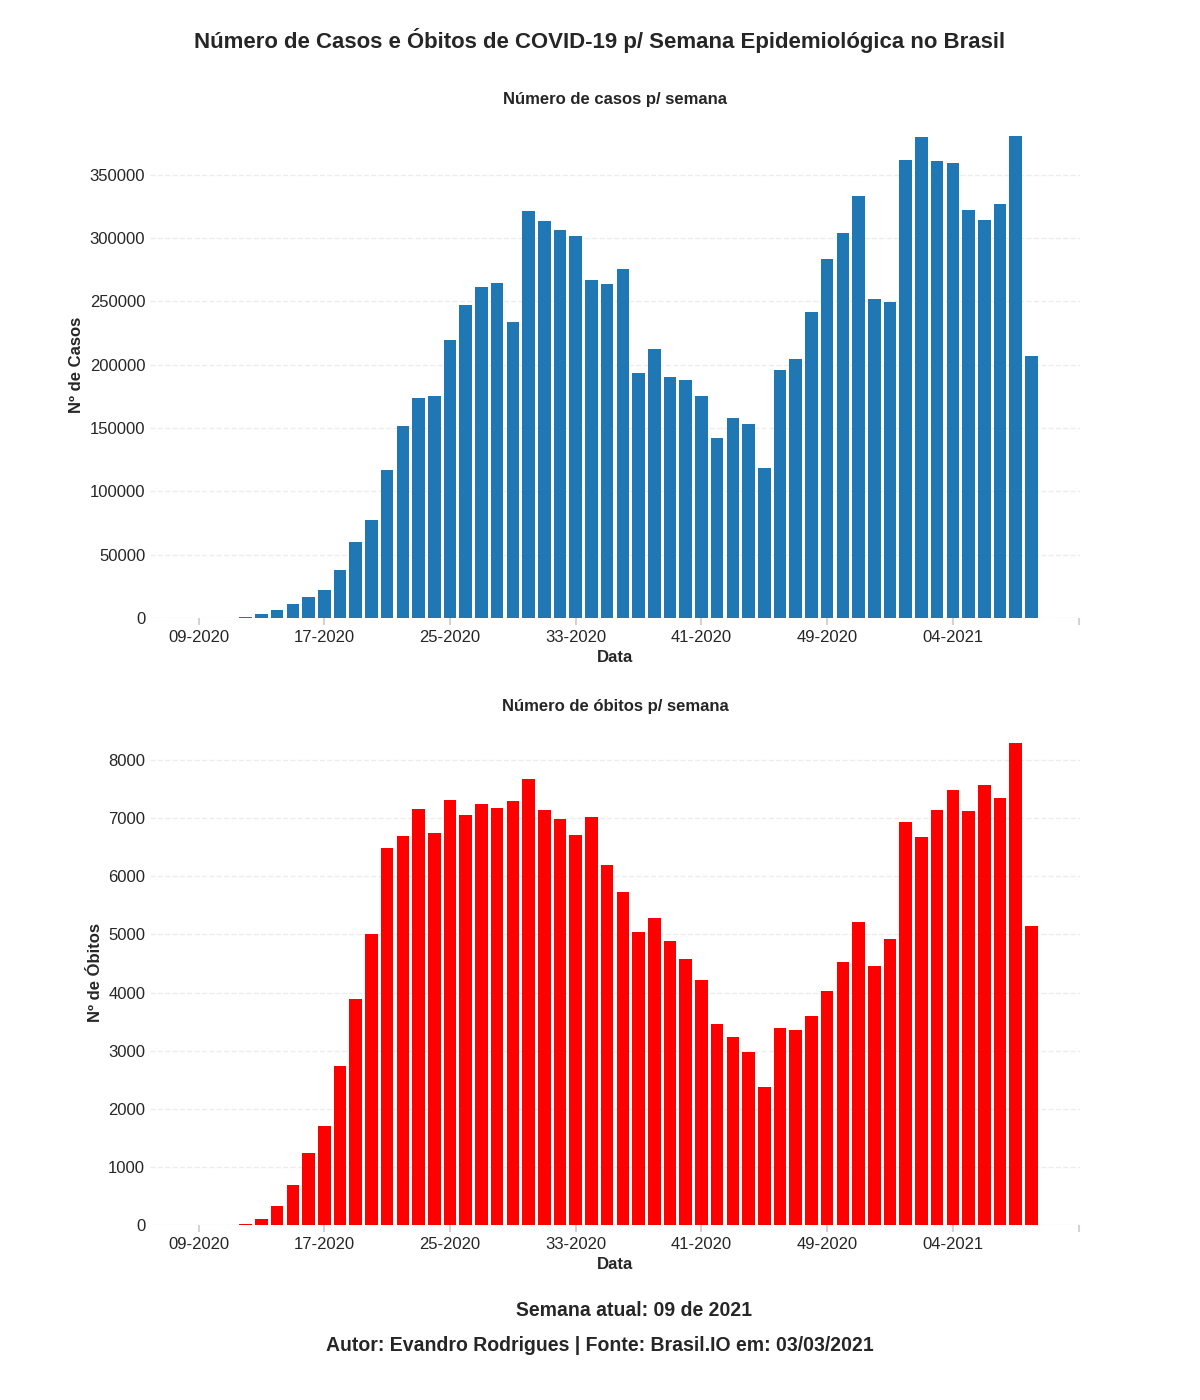 Número de Casos e Óbitos de COVID-19 p/ Semana Epidemiológica no Brasil
Número de casos p/ semana
Nº de Casos
350000
300000
250000
200000
150000
100000
50000
0
09-2020 17-2020 25-2020 33-2020 41-2020 49-2020 04-2021
Data
Número de óbitos p/ semana
Nº de Óbitos
8000
7000
6000
5000
4000
3000
2000
1000
0
09-2020 17-2020 25-2020 33-2020 41-2020 49-2020 04-2021
Data
Semana atual: 09 de 2021
Autor: Evandro Rodrigues | Fonte: Brasil.IO em: 03/03/2021